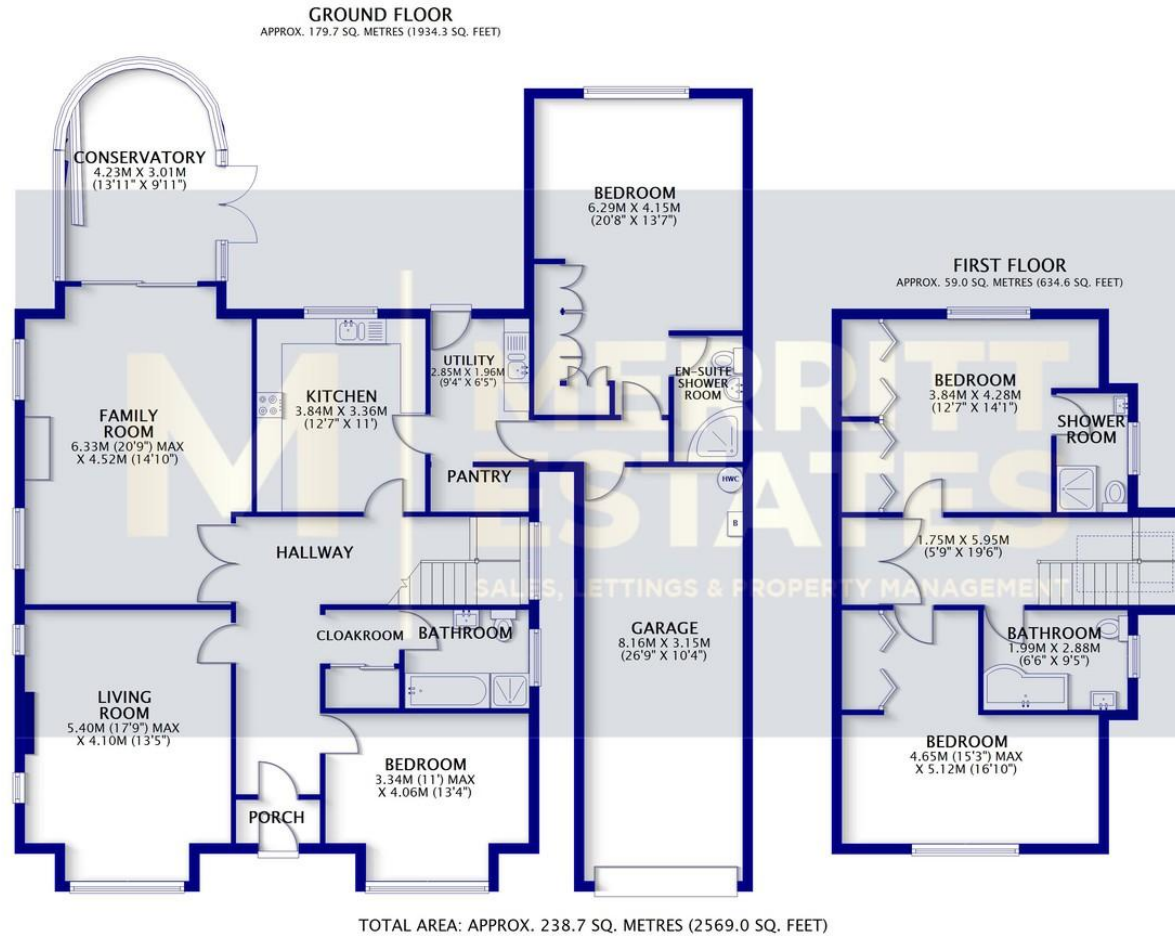 GROUND FLOOR
APPROX. 179.7 SQ. METRES (1934.3 SQ. FEET)
CONSERVATORY
4.23M X 3.01M
(13'11" X 9'11")
BEDROOM
6.29M X 4.15M
(20'8" X 13'7")
FAMILY
ROOM
6.33M (20'9") MAX
X 4.52M (14'10")
KITCHEN
3.84M X 3.36M
(12'7" X 11')
UTILITY
2.85M X 1.96M
(9'4" X 6'5")
EN-SUITE
SHOWER
ROOM
PANTRY
HWC
B
HALLWAY
CLOAKROOM
BATHROOM
GARAGE
8.16M X 3.15M
(26'9" X 10'4")
LIVING
ROOM
5.40M (17'9") MAX
X 4.10M (13'5")
BEDROOM
3.34M (11') MAX
X 4.06M (13'4")
PORCH
FIRST FLOOR
APPROX. 59.0 SQ. METRES (634.6 SQ. FEET)
BEDROOM
3.84M X 4.28M
(12'7" X 14'1")
SHOWER
ROOM
1.75M X 5.95M
(5'9" X 19'6")
BATHROOM
1.99M X 2.88M
(6'6" X 9'5")
BEDROOM
4.65M (15'3") MAX
X 5.12M (16'10")
M
MERRITT
ESTATES
SALES, LETTINGS & PROPERTY MANAGEMENT
TOTAL AREA: APPROX. 238.7 SQ. METRES (2569.0 SQ. FEET)